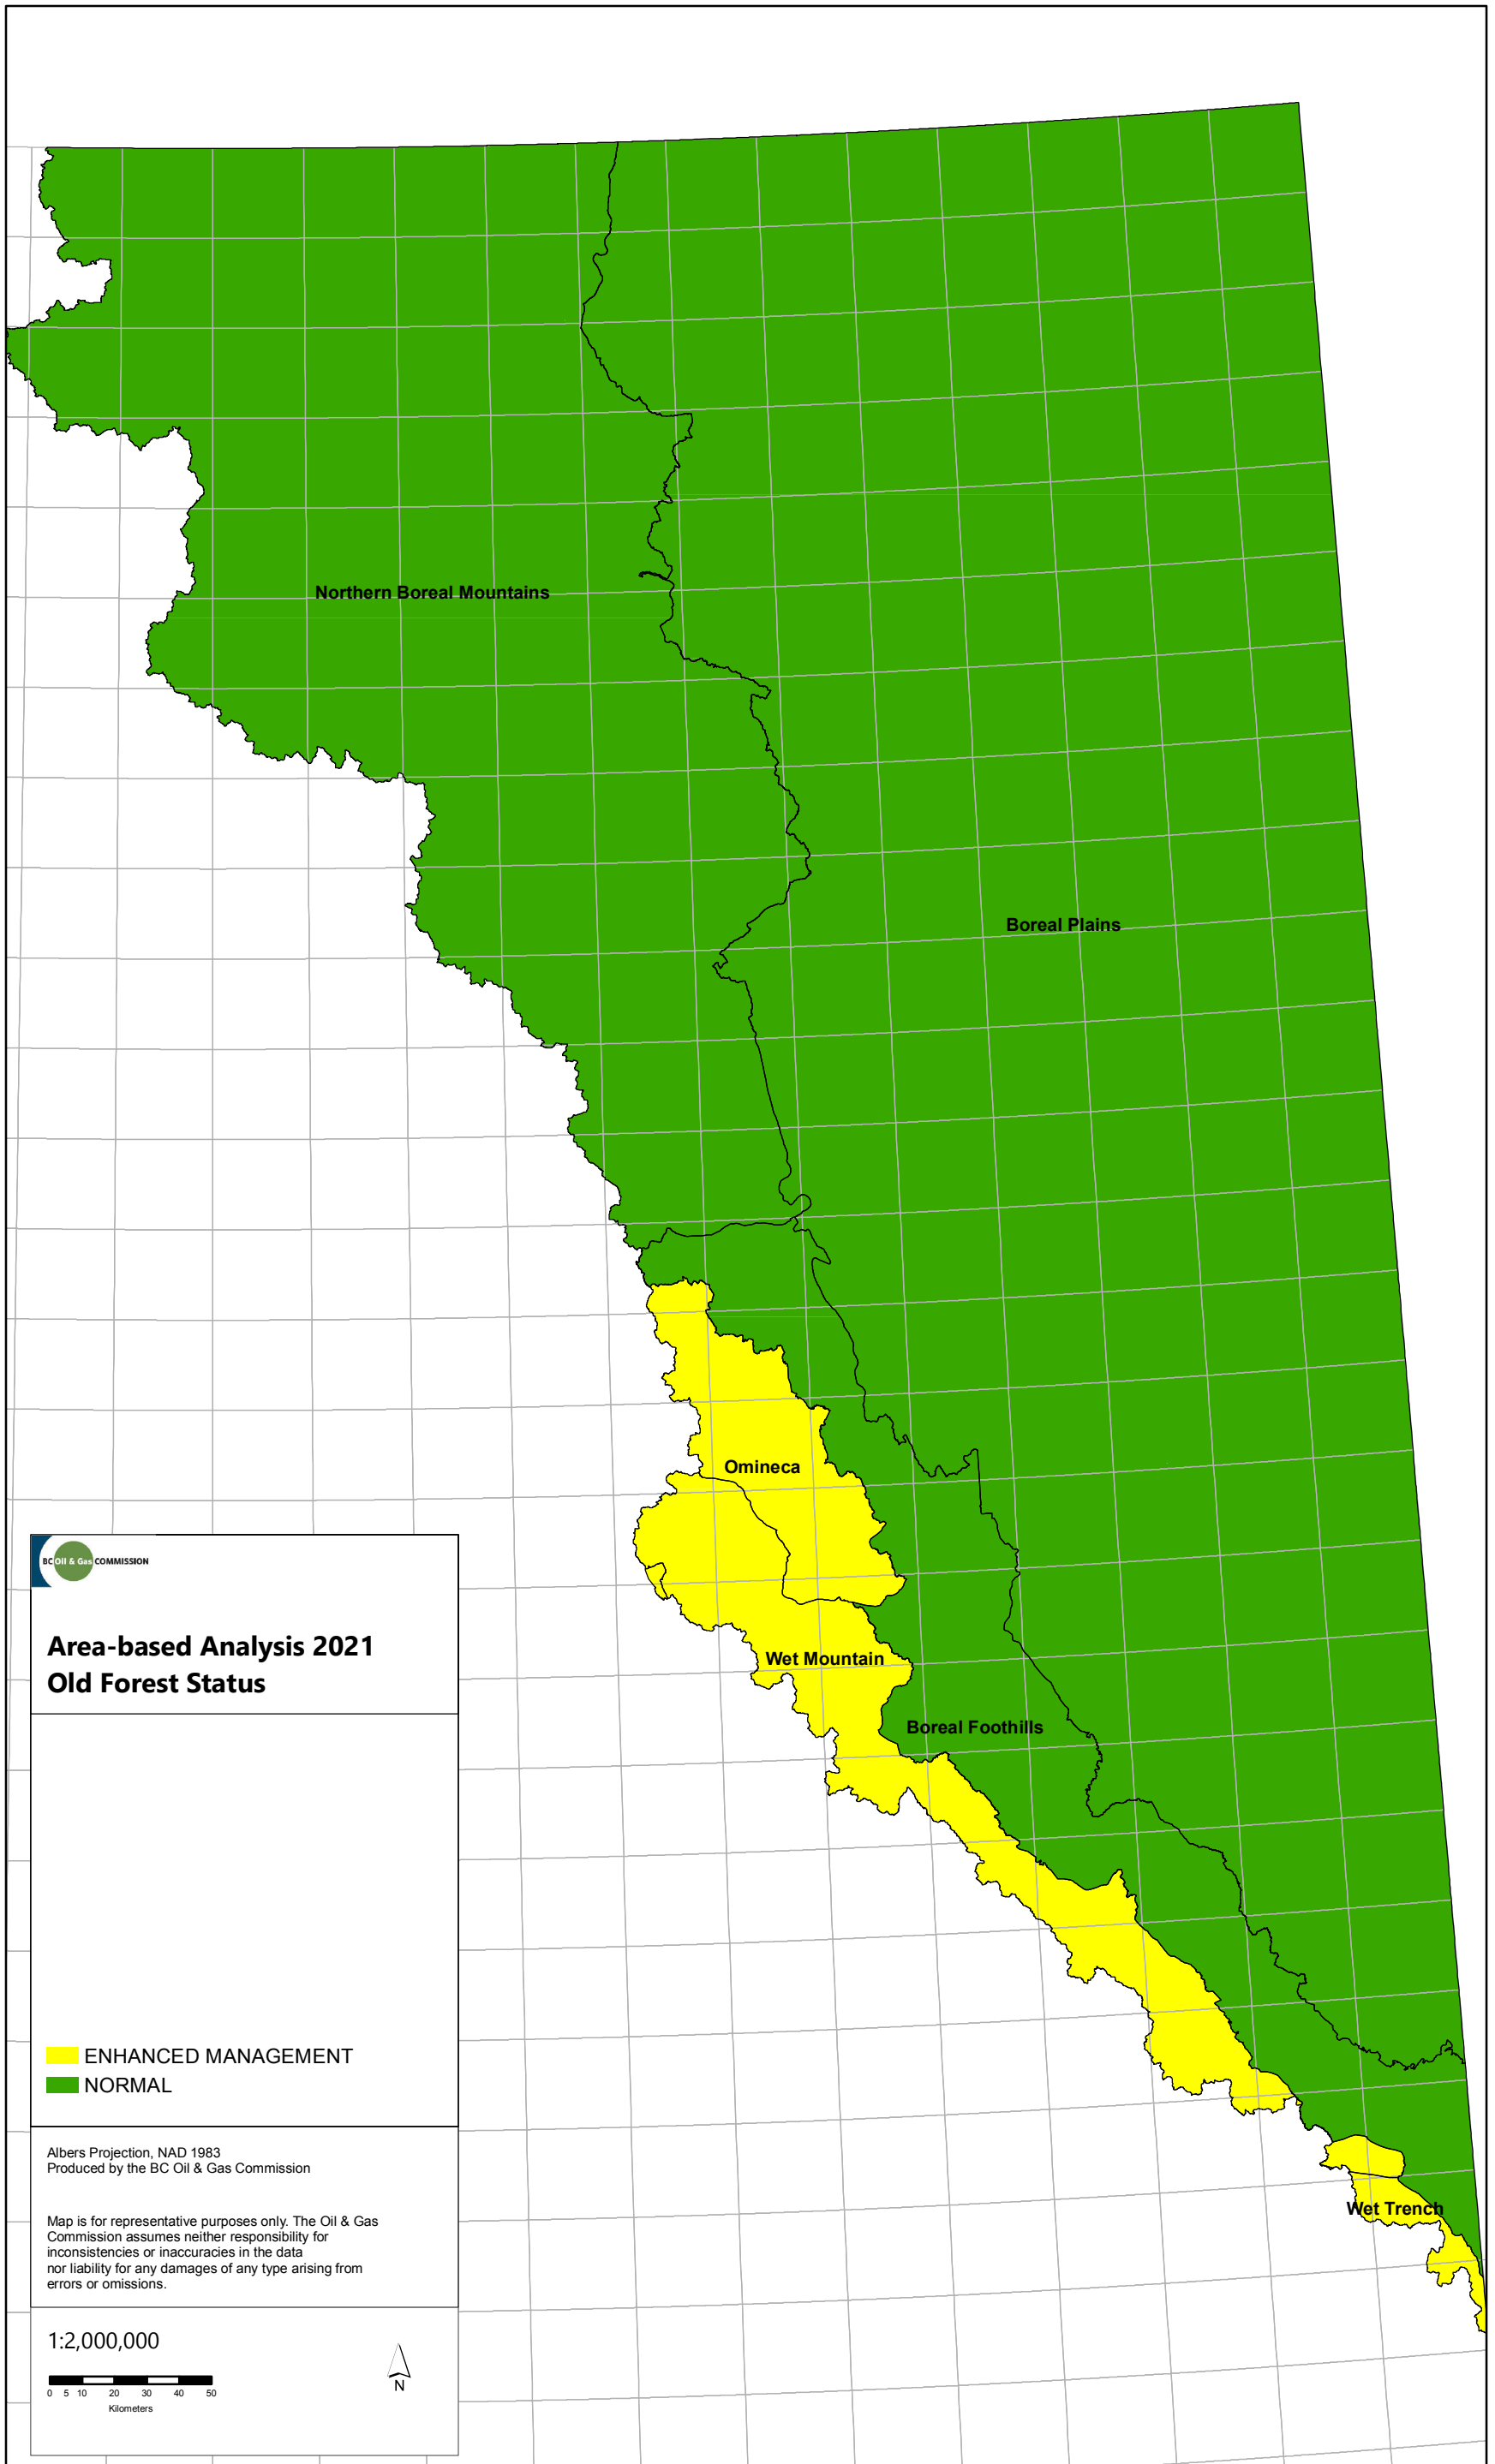 Northern Boreal Mountains
Boreal Plains
Omineca
Wet Mountain
Boreal Foothills
Wet Trench
BC Oil & Gas COMMISSION
Area-based Analysis 2021
Old Forest Status
ENHANCED MANAGEMENT
NORMAL
Albers Projection, NAD 1983
Produced by the BC Oil & Gas Commission
Map is for representative purposes only. The Oil & Gas
Commission assumes neither responsibility for
inconsistencies or inaccuracies in the data
nor liability for any damages of any type arising from
errors or omissions.
1:2,000,000
0 5 10 20 30 40 50
Kilometers
N